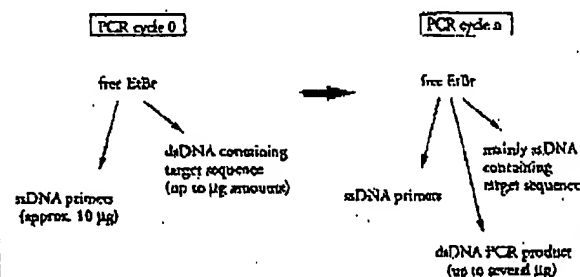 PCR cycle 0
free EtBr
ssDNA primers
(approx. 10 µg)
dsDNA containing
target sequence
(up to µg amounts)
PCR cycle n
free EtBr
ssDNA primers
mainly ssDNA
containing
target sequence
dsDNA PCR product
(up to several µg)